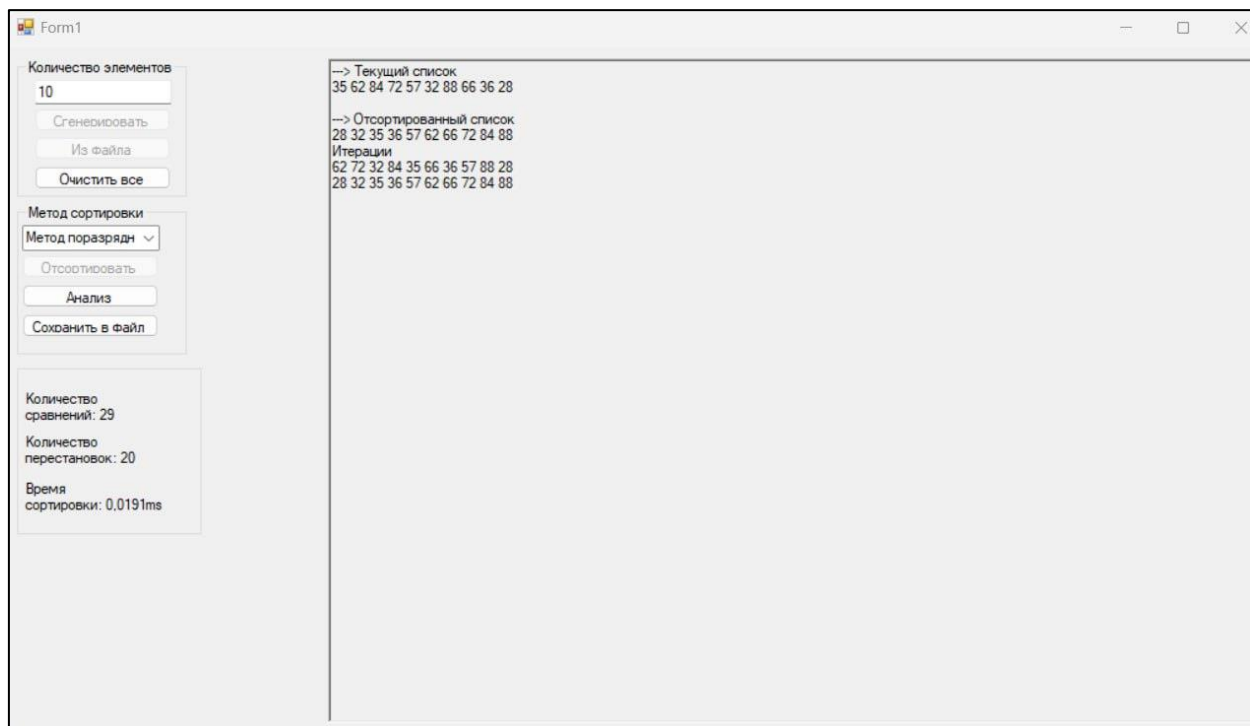 Form1
Количество элементов
10
Сгенерировать
Из файла
Очистить все
Метод сортировки
Метод поразрядн
Отсортировать
Анализ
Сохранить в файл
Количество
сравнений: 29
Количество
перестановок: 20
Время
сортировки: 0,0191ms
---> Текущий список
35 62 84 72 57 32 88 66 36 28
---> Отсортированный список
28 32 35 36 57 62 66 72 84 88
Итерации
62 72 32 84 35 66 36 57 88 28
28 32 35 36 57 62 66 72 84 88